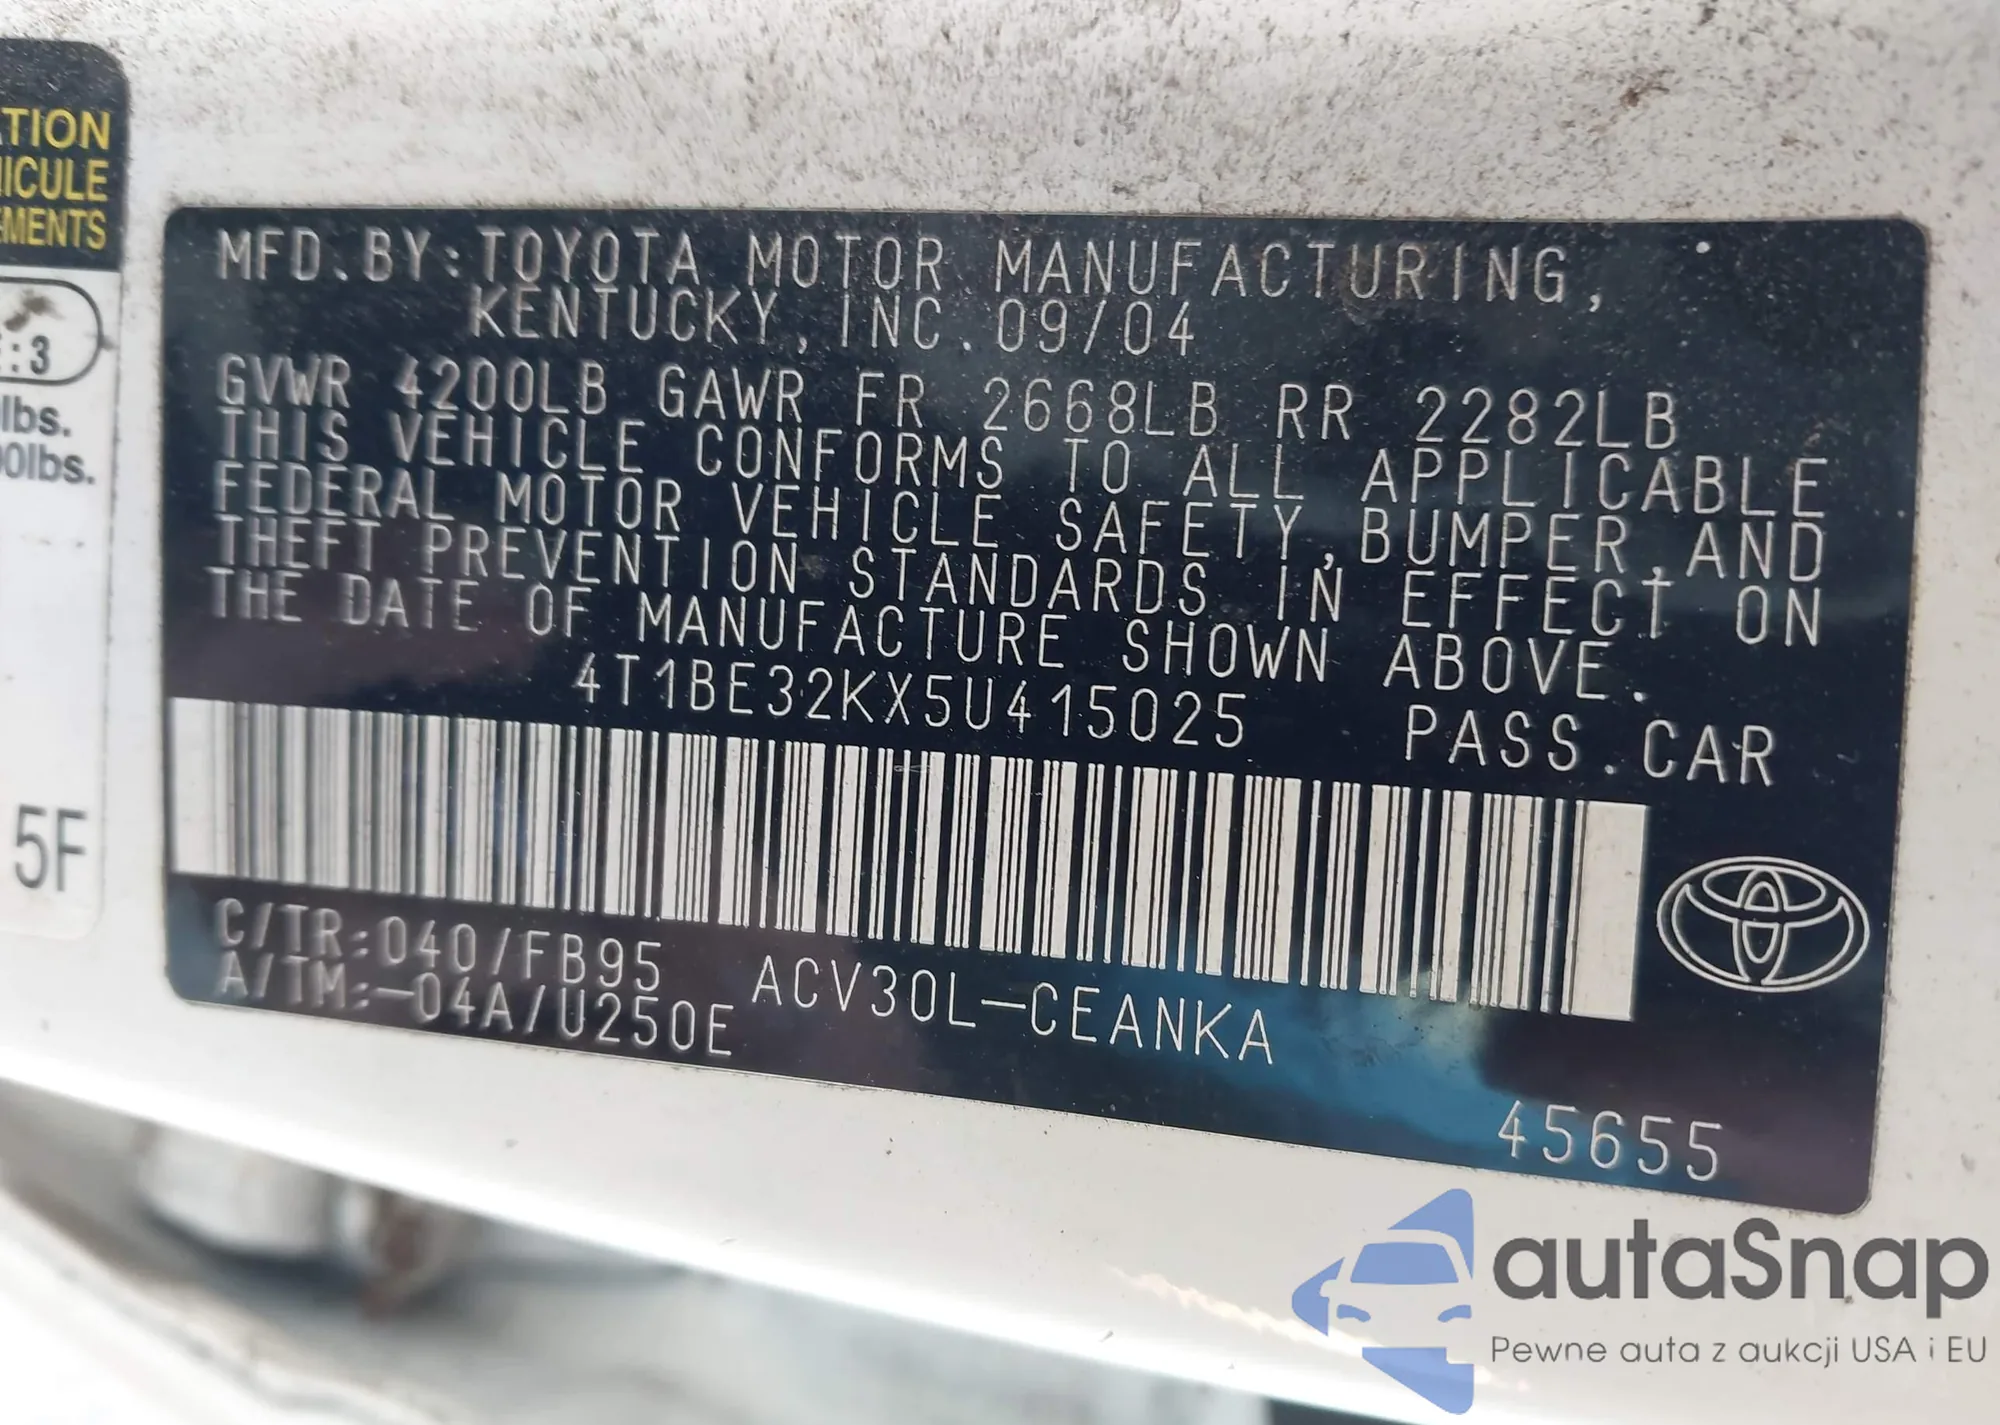 TION
ICULE
EMENTS
:3
lbs.
00lbs.
5F
MFD.BY:TOYOTA MOTOR MANUFACTURING,
KENTUCKY, INC.09/04
GVWR 4200LB GAWR FR 2668LB RR 2282LB
THIS VEHICLE CONFORMS TO ALL APPLICABLE
FEDERAL MOTOR VEHICLE SAFETY,BUMPER,AND
THEFT PREVENTION STANDARDS IN EFFECT ON
THE DATE OF MANUFACTURE SHOWN ABOVE.
4T1BE32KX5U415025 PASS.CAR
C/TR:040/FB95 ACV30L-CEANKA
A/TM:-04A/U250E
45655
autaSnap
Pewne auta z aukcji USA i EU